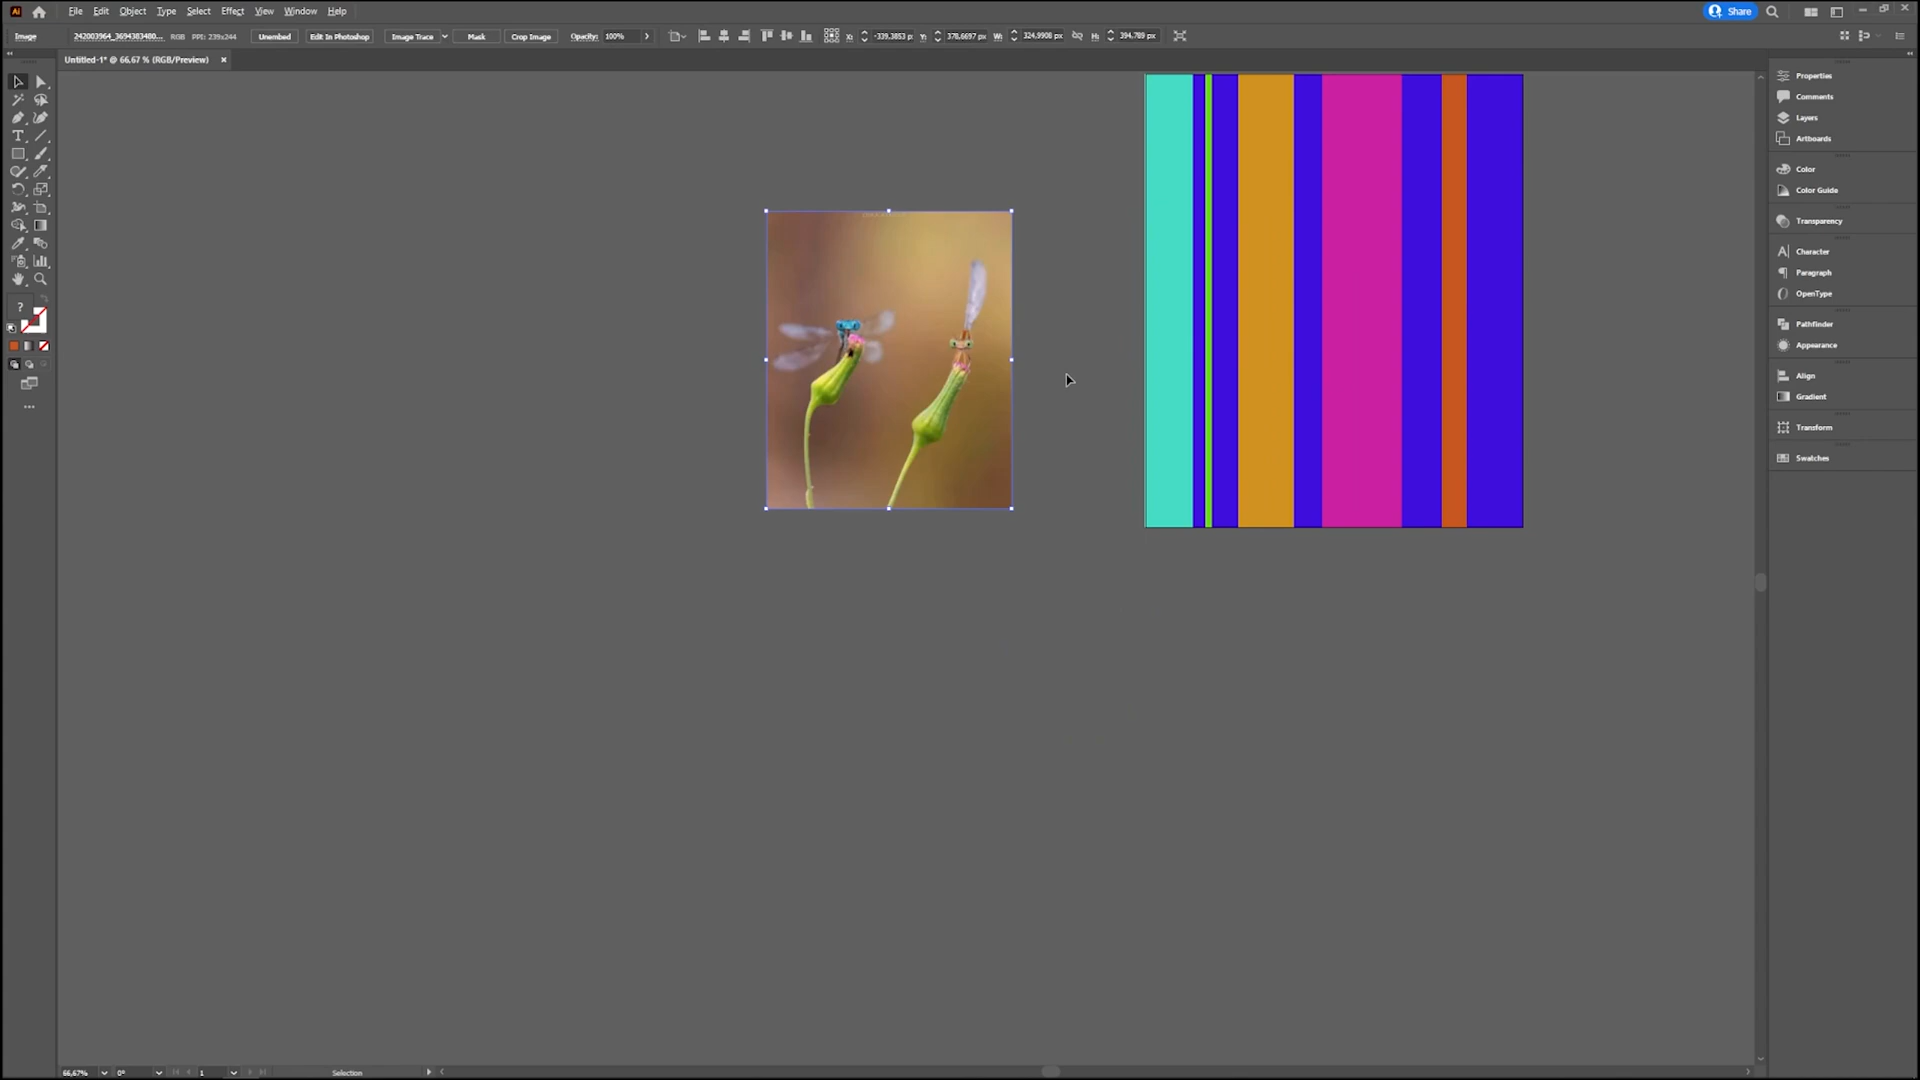 Ai File Edit Object Type Select Effect View Window Help Share
Image 242003964_3694383480... RGB PPI: 239x244 Unembed Edit In Photoshop Image Trace Mask Crop Image Opacity: 100% X: -339,3853 p Y: 378,6697 px W: 324,9908 px H: 394,789 px
Untitled-1* @ 66.67 % (RGB/Preview) ×
Properties
Comments
Layers
Artboards
Color
Color Guide
Transparency
Character
Paragraph
OpenType
Pathfinder
Appearance
Align
Gradient
Transform
Swatches
?
66,67% 0° 1 Selection